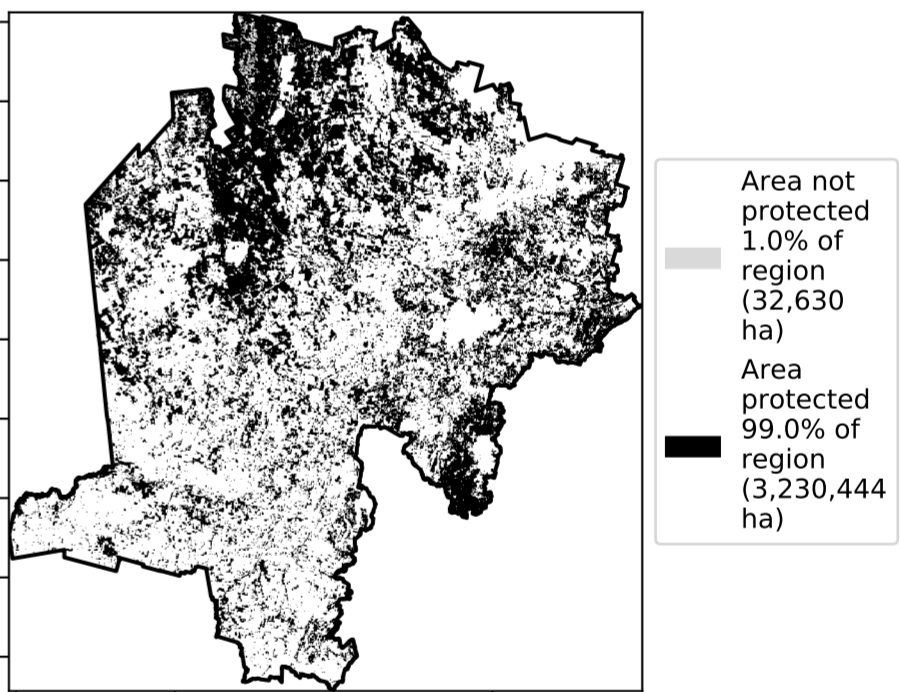 Area not
protected
1.0% of
region
(32,630
ha)
Area
protected
99.0% of
region
(3,230,444
ha)